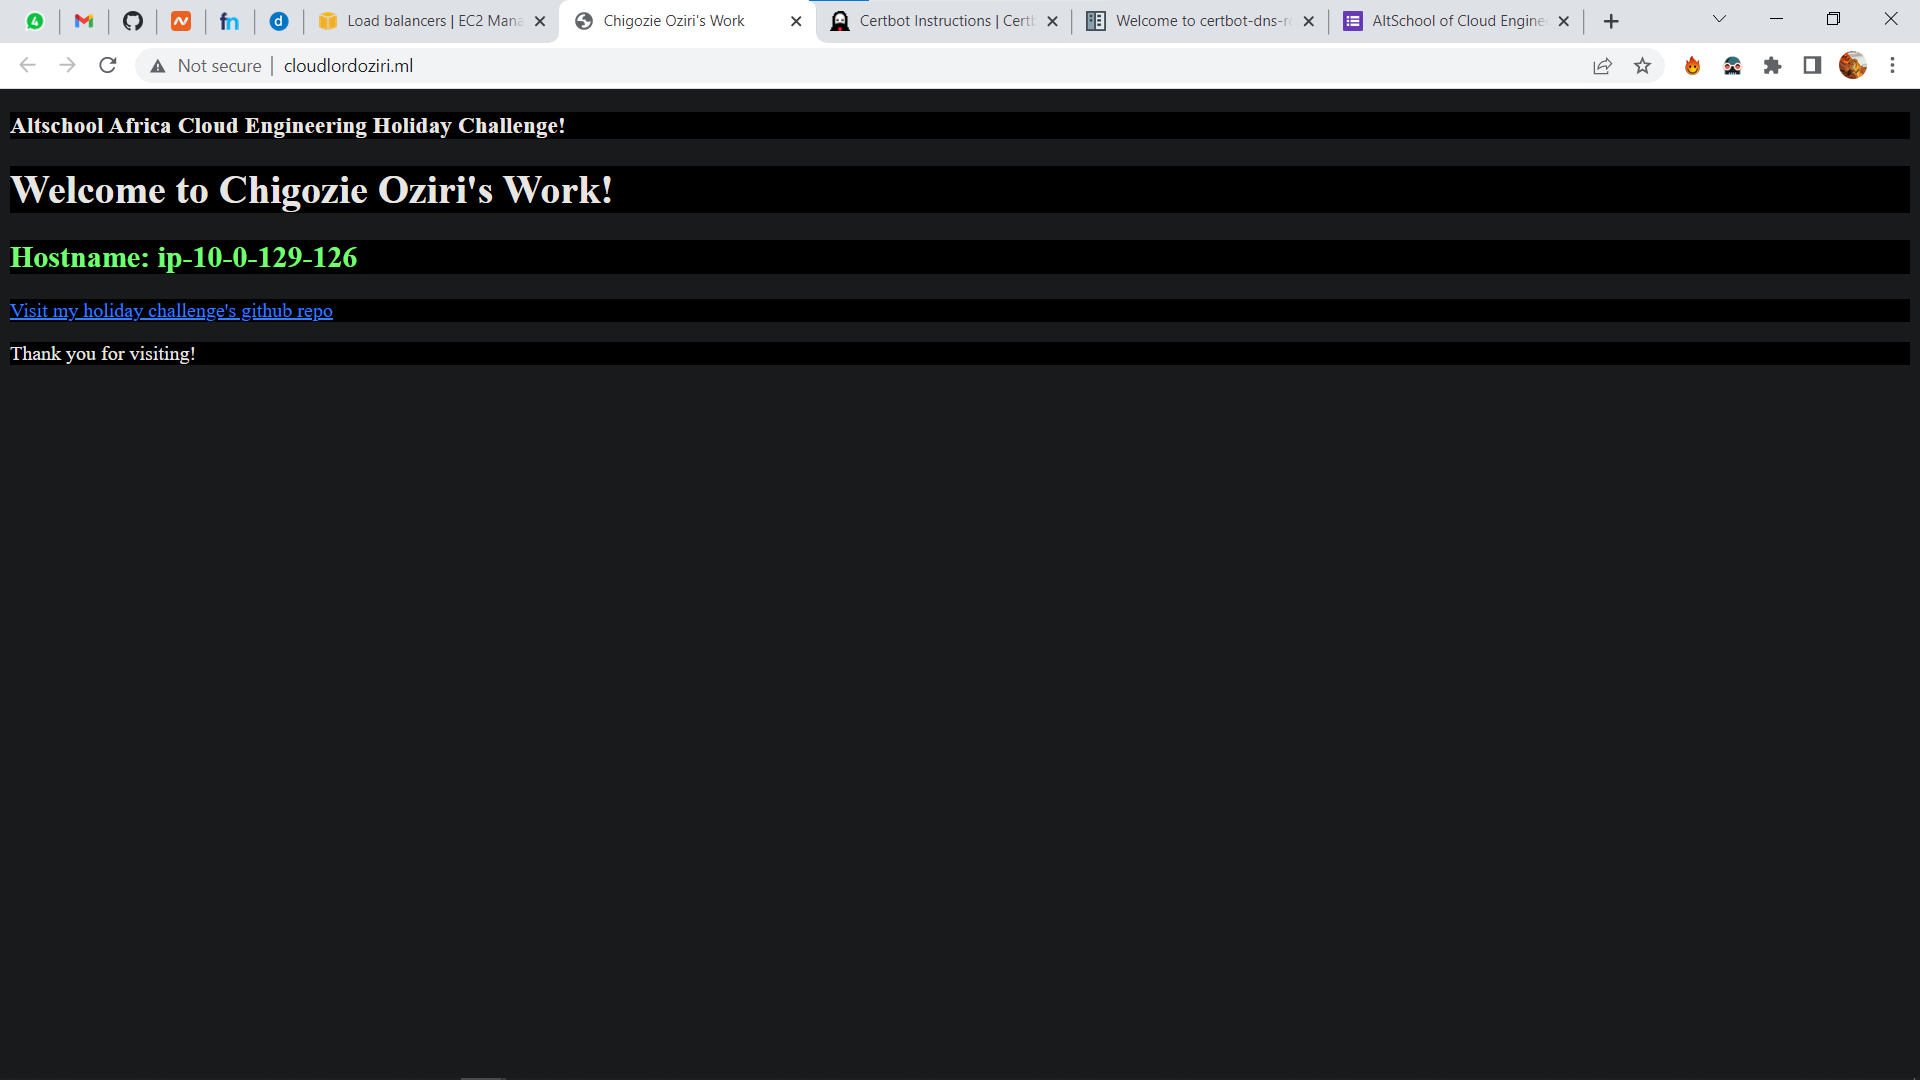 Load balancers | EC2 Mana
Chigozie Oziri's Work
Certbot Instructions | Cert
Welcome to certbot-dns-r
AltSchool of Cloud Engine
Not secure
cloudlordoziri.ml
Altschool Africa Cloud Engineering Holiday Challenge!
Welcome to Chigozie Oziri's Work!
Hostname: ip-10-0-129-126
Visit my holiday challenge's github repo
Thank you for visiting!